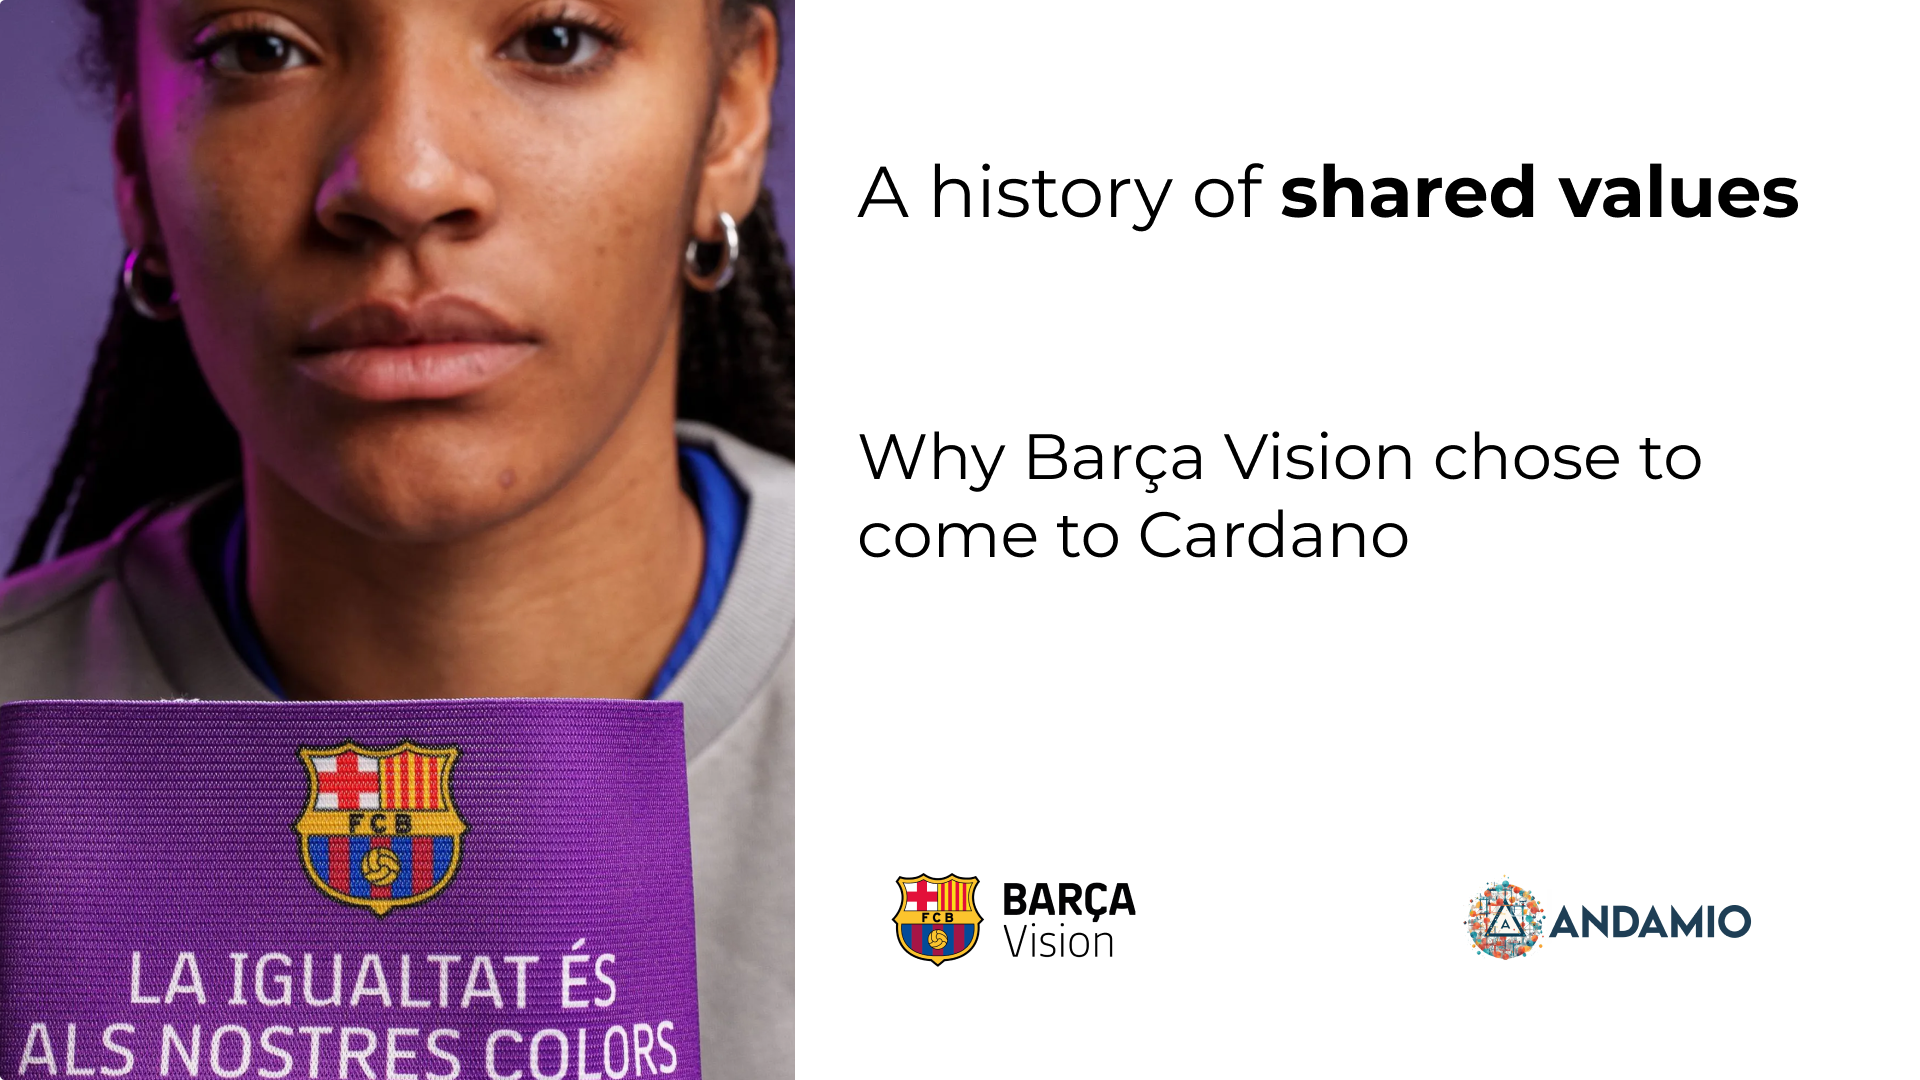 A history of shared values
Why Barça Vision chose to
come to Cardano
FCB
LA IGUALTAT ÉS
ALS NOSTRES COLORS
FCB
BARÇA
Vision
A
ANDAMIO